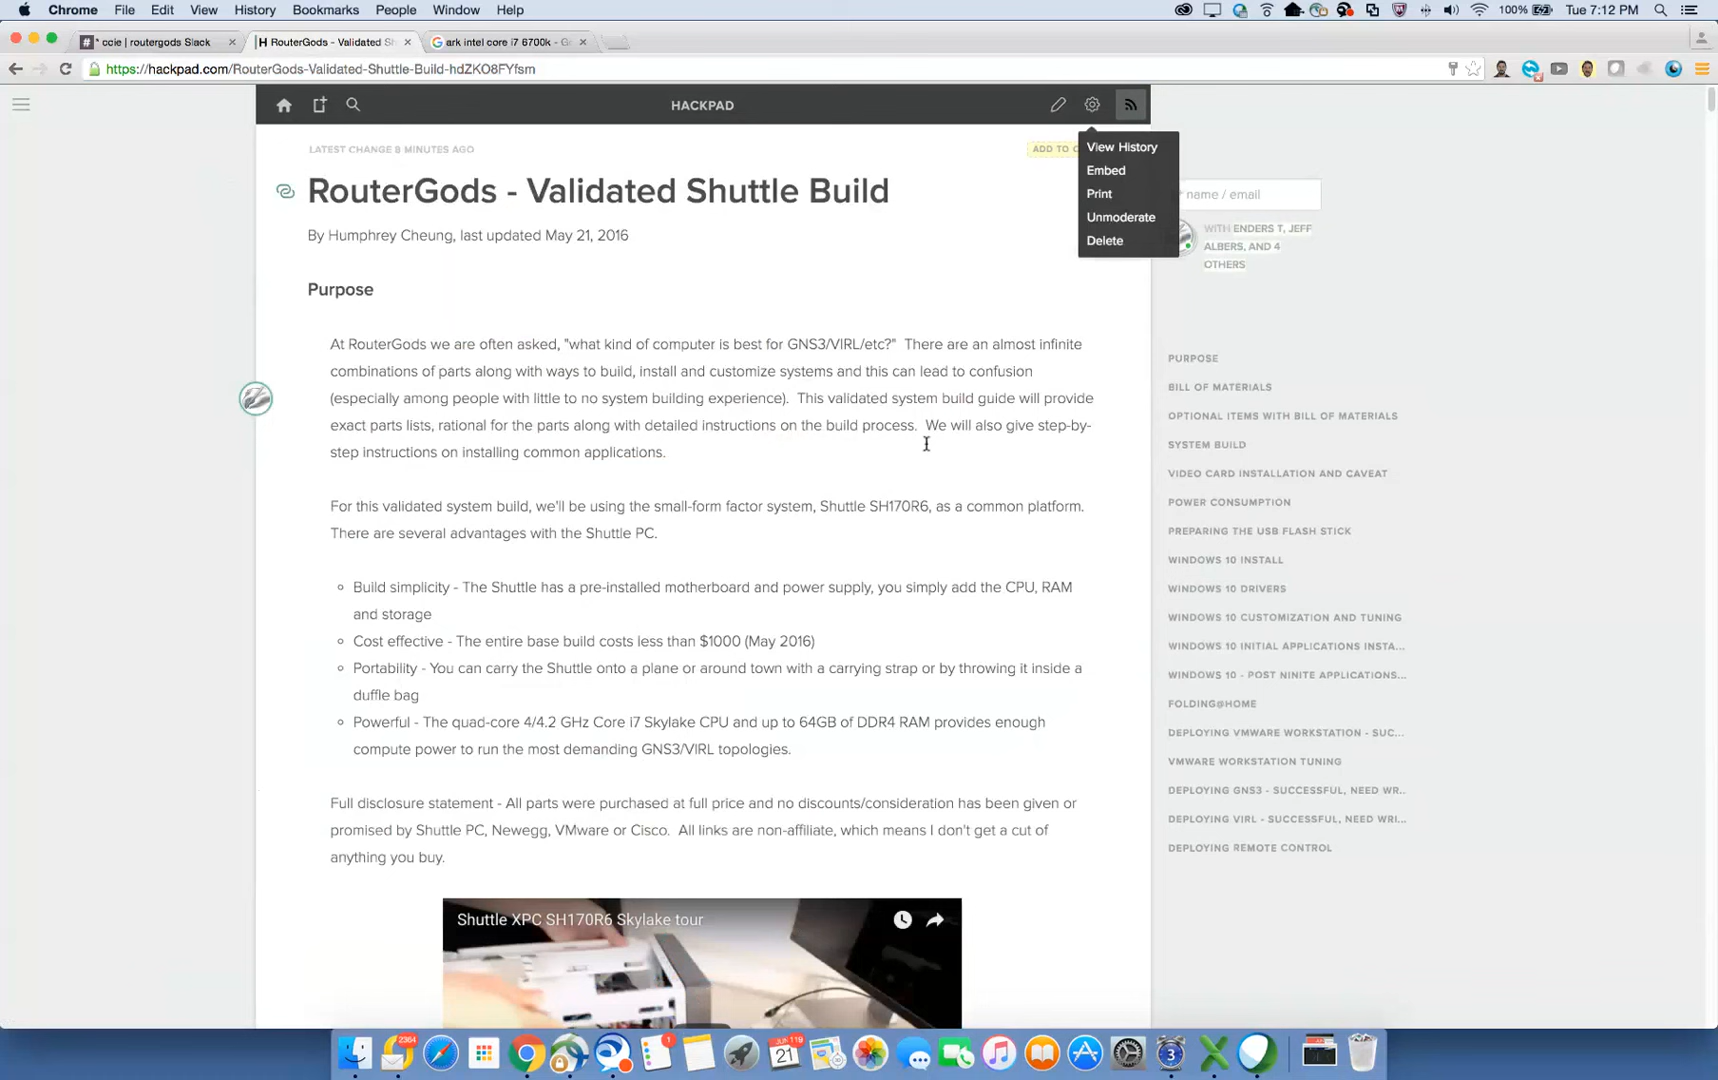 Chrome File Edit View History Bookmarks People Window Help 100% Tue 7:12 PM
* ccie | routergods Slack
RouterGods - Validated Sh
ark intel core i7 6700k - G
https://hackpad.com/RouterGods-Validated-Shuttle-Build-hdZKO8FYfsm
HACKPAD
LATEST CHANGE 8 MINUTES AGO
ADD TO C
View History
Embed
Print
Unmoderate
Delete
RouterGods - Validated Shuttle Build
By Humphrey Cheung, last updated May 21, 2016
name / email
WITH ENDERS T, JEFF
ALBERS, AND 4
OTHERS
Purpose
At RouterGods we are often asked, "what kind of computer is best for GNS3/VIRL/etc?" There are an almost infinite
combinations of parts along with ways to build, install and customize systems and this can lead to confusion
(especially among people with little to no system building experience). This validated system build guide will provide
exact parts lists, rational for the parts along with detailed instructions on the build process. We will also give step-by-
step instructions on installing common applications.
For this validated system build, we'll be using the small-form factor system, Shuttle SH170R6, as a common platform.
There are several advantages with the Shuttle PC.
Build simplicity - The Shuttle has a pre-installed motherboard and power supply, you simply add the CPU, RAM
and storage
Cost effective - The entire base build costs less than $1000 (May 2016)
Portability - You can carry the Shuttle onto a plane or around town with a carrying strap or by throwing it inside a
duffle bag
Powerful - The quad-core 4/4.2 GHz Core i7 Skylake CPU and up to 64GB of DDR4 RAM provides enough
compute power to run the most demanding GNS3/VIRL topologies.
Full disclosure statement - All parts were purchased at full price and no discounts/consideration has been given or
promised by Shuttle PC, Newegg, VMware or Cisco. All links are non-affiliate, which means I don't get a cut of
anything you buy.
Shuttle XPC SH170R6 Skylake tour
PURPOSE
BILL OF MATERIALS
OPTIONAL ITEMS WITH BILL OF MATERIALS
SYSTEM BUILD
VIDEO CARD INSTALLATION AND CAVEAT
POWER CONSUMPTION
PREPARING THE USB FLASH STICK
WINDOWS 10 INSTALL
WINDOWS 10 DRIVERS
WINDOWS 10 CUSTOMIZATION AND TUNING
WINDOWS 10 INITIAL APPLICATIONS INSTA...
WINDOWS 10 - POST NINITE APPLICATIONS...
FOLDING@HOME
DEPLOYING VMWARE WORKSTATION - SUC...
VMWARE WORKSTATION TUNING
DEPLOYING GNS3 - SUCCESSFUL, NEED WR..
DEPLOYING VIRL - SUCCESSFUL, NEED WRI...
DEPLOYING REMOTE CONTROL
2364
1
JUN
21
3